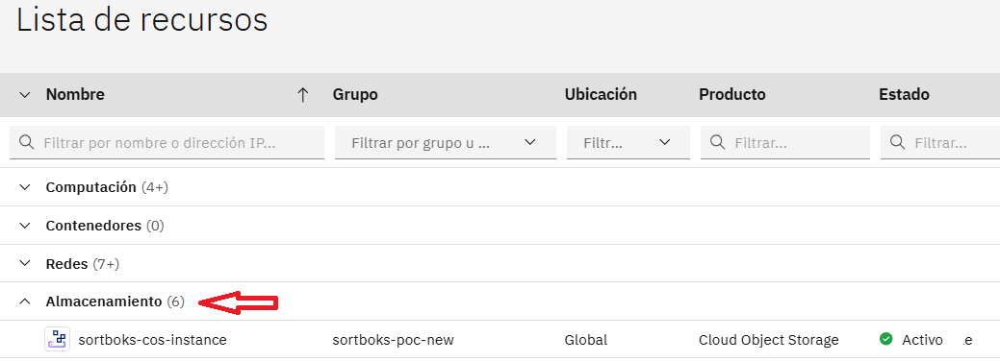 Lista de recursos
Nombre Grupo Ubicación Producto Estado
Filtrar por nombre o dirección IP... Filtrar por grupo u ... Filtr... Filtrar... Filtrar...
Computación (4+)
Contenedores (0)
Redes (7+)
Almacenamiento (6)
sortboks-cos-instance sortboks-poc-new Global Cloud Object Storage Activo e